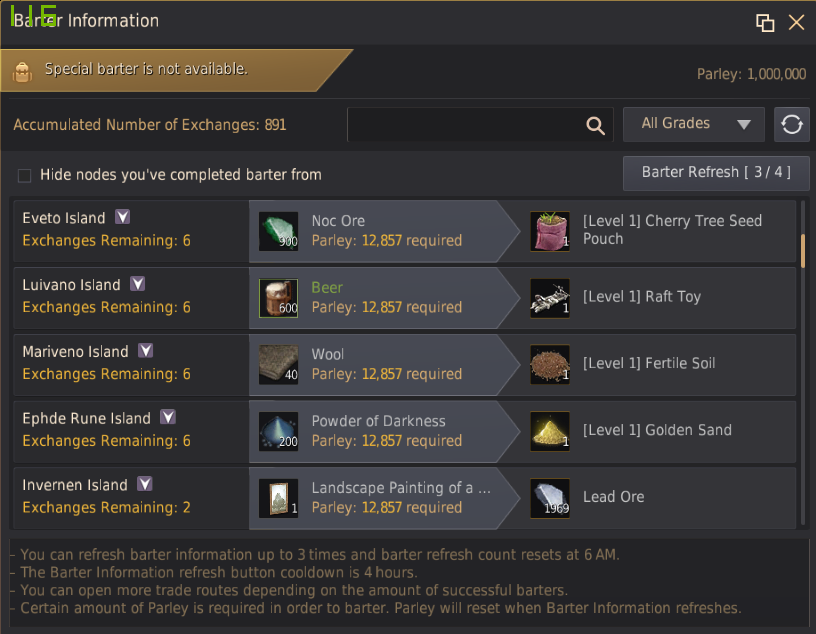 Barter Information
Special barter is not available.
Parley: 1,000,000
Accumulated Number of Exchanges: 891
All Grades
Hide nodes you've completed barter from
Barter Refresh [ 3 / 4 ]
Eveto Island
Exchanges Remaining: 6
900
Noc Ore
Parley: 12,857 required
1
[Level 1] Cherry Tree Seed
Pouch
Luivano Island
Exchanges Remaining: 6
600
Beer
Parley: 12,857 required
1
[Level 1] Raft Toy
Mariveno Island
Exchanges Remaining: 6
40
Wool
Parley: 12,857 required
1
[Level 1] Fertile Soil
Ephde Rune Island
Exchanges Remaining: 6
200
Powder of Darkness
Parley: 12,857 required
1
[Level 1] Golden Sand
Invernen Island
Exchanges Remaining: 2
1
Landscape Painting of a ...
Parley: 12,857 required
1969
Lead Ore
- You can refresh barter information up to 3 times and barter refresh count resets at 6 AM.
- The Barter Information refresh button cooldown is 4 hours.
- You can open more trade routes depending on the amount of successful barters.
- Certain amount of Parley is required in order to barter. Parley will reset when Barter Information refreshes.